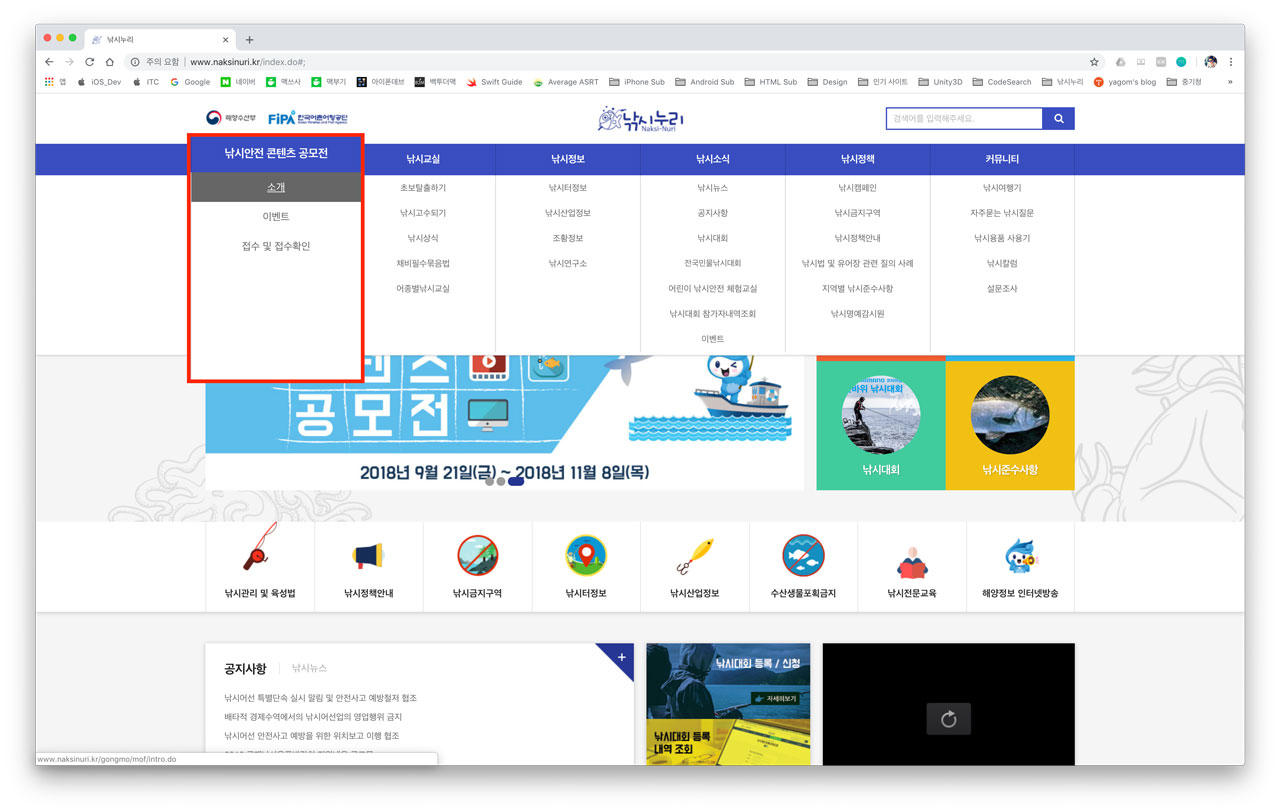 낚시누리
주의 요함 | www.naksinuri.kr/index.do#;
앱 iOS_Dev ITC Google 네이버 맥쓰사 맥부기 아이폰데브 백투더맥 Swift Guide Average ASRT iPhone Sub Android Sub HTML Sub Design 인기 사이트 Unity3D CodeSearch 낚시누리 yagom's blog 중기청 »
해양수산부 FiPA 한국어촌어항공단
낚시누리
Naksi-Nuri
검색어를 입력해주세요.
낚시안전 콘텐츠 공모전 낚시교실 낚시정보 낚시소식 낚시정책 커뮤니티
소개 초보탈출하기 낚시터정보 낚시뉴스 낚시캠페인 낚시여행기
이벤트 낚시고수되기 낚시산업정보 공지사항 낚시금지구역 자주묻는 낚시질문
접수 및 접수확인 낚시상식 조황정보 낚시대회 낚시정책안내 낚시용품 사용기
채비필수묶음법 낚시연구소 전국민물낚시대회 낚시법 및 유어장 관련 질의 사례 낚시칼럼
어종별낚시교실 어린이 낚시안전 체험교실 지역별 낚시준수사항 설문조사
낚시대회 참가자내역조회 낚시명예감시원
이벤트
공모전
2018년 9월 21일(금) ~ 2018년 11월 8일(목)
바위 낚시대회
낚시대회 낚시준수사항
낚시관리 및 육성법 낚시정책안내 낚시금지구역 낚시터정보 낚시산업정보 수산생물포획금지 낚시전문교육 해양정보 인터넷방송
공지사항 낚시뉴스
낚시어선 특별단속 실시 알림 및 안전사고 예방철저 협조
배타적 경제수역에서의 낚시어선업의 영업행위 금지
낚시어선 안전사고 예방을 위한 위치보고 이행 협조
낚시대회 등록 / 신청
자세히보기
낚시대회 등록
내역 조회
www.naksinuri.kr/gongmo/mof/intro.do